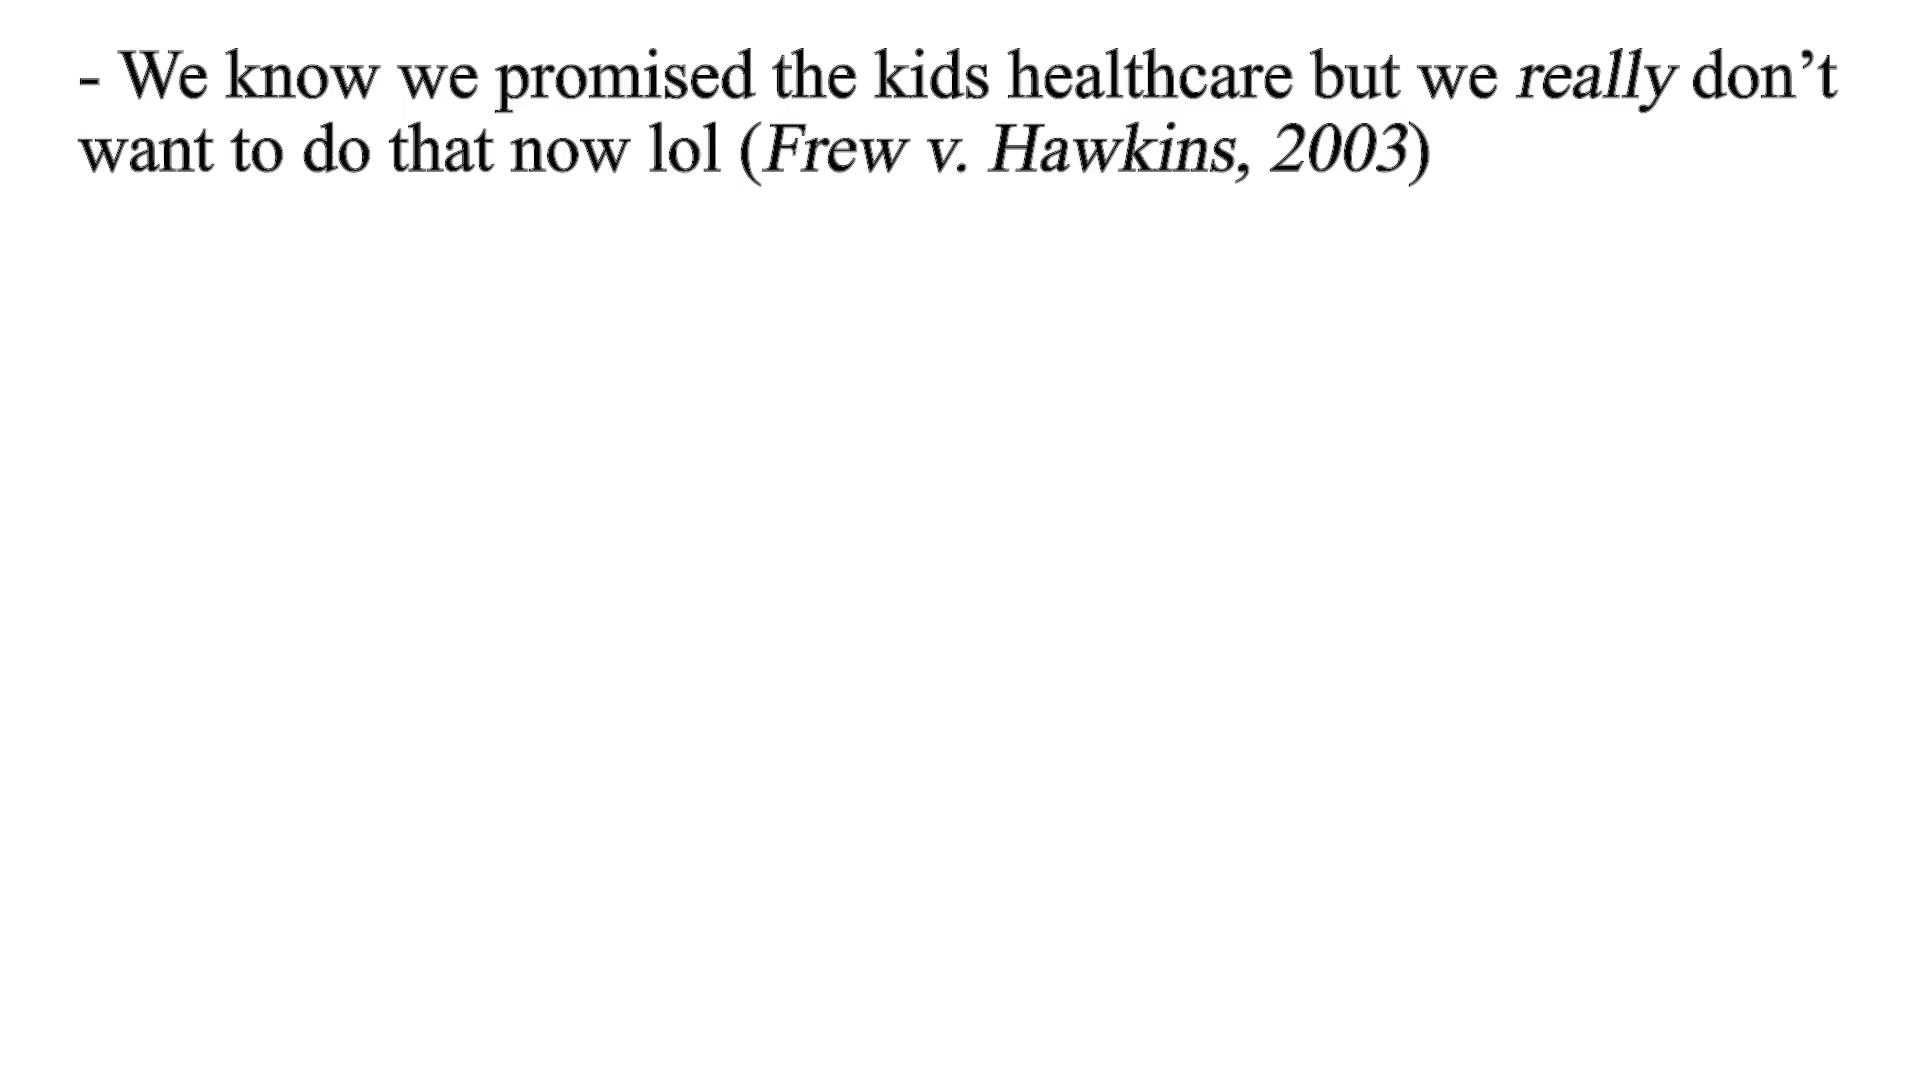 - We know we promised the kids healthcare but we really don’t
want to do that now lol (Frew v. Hawkins, 2003)